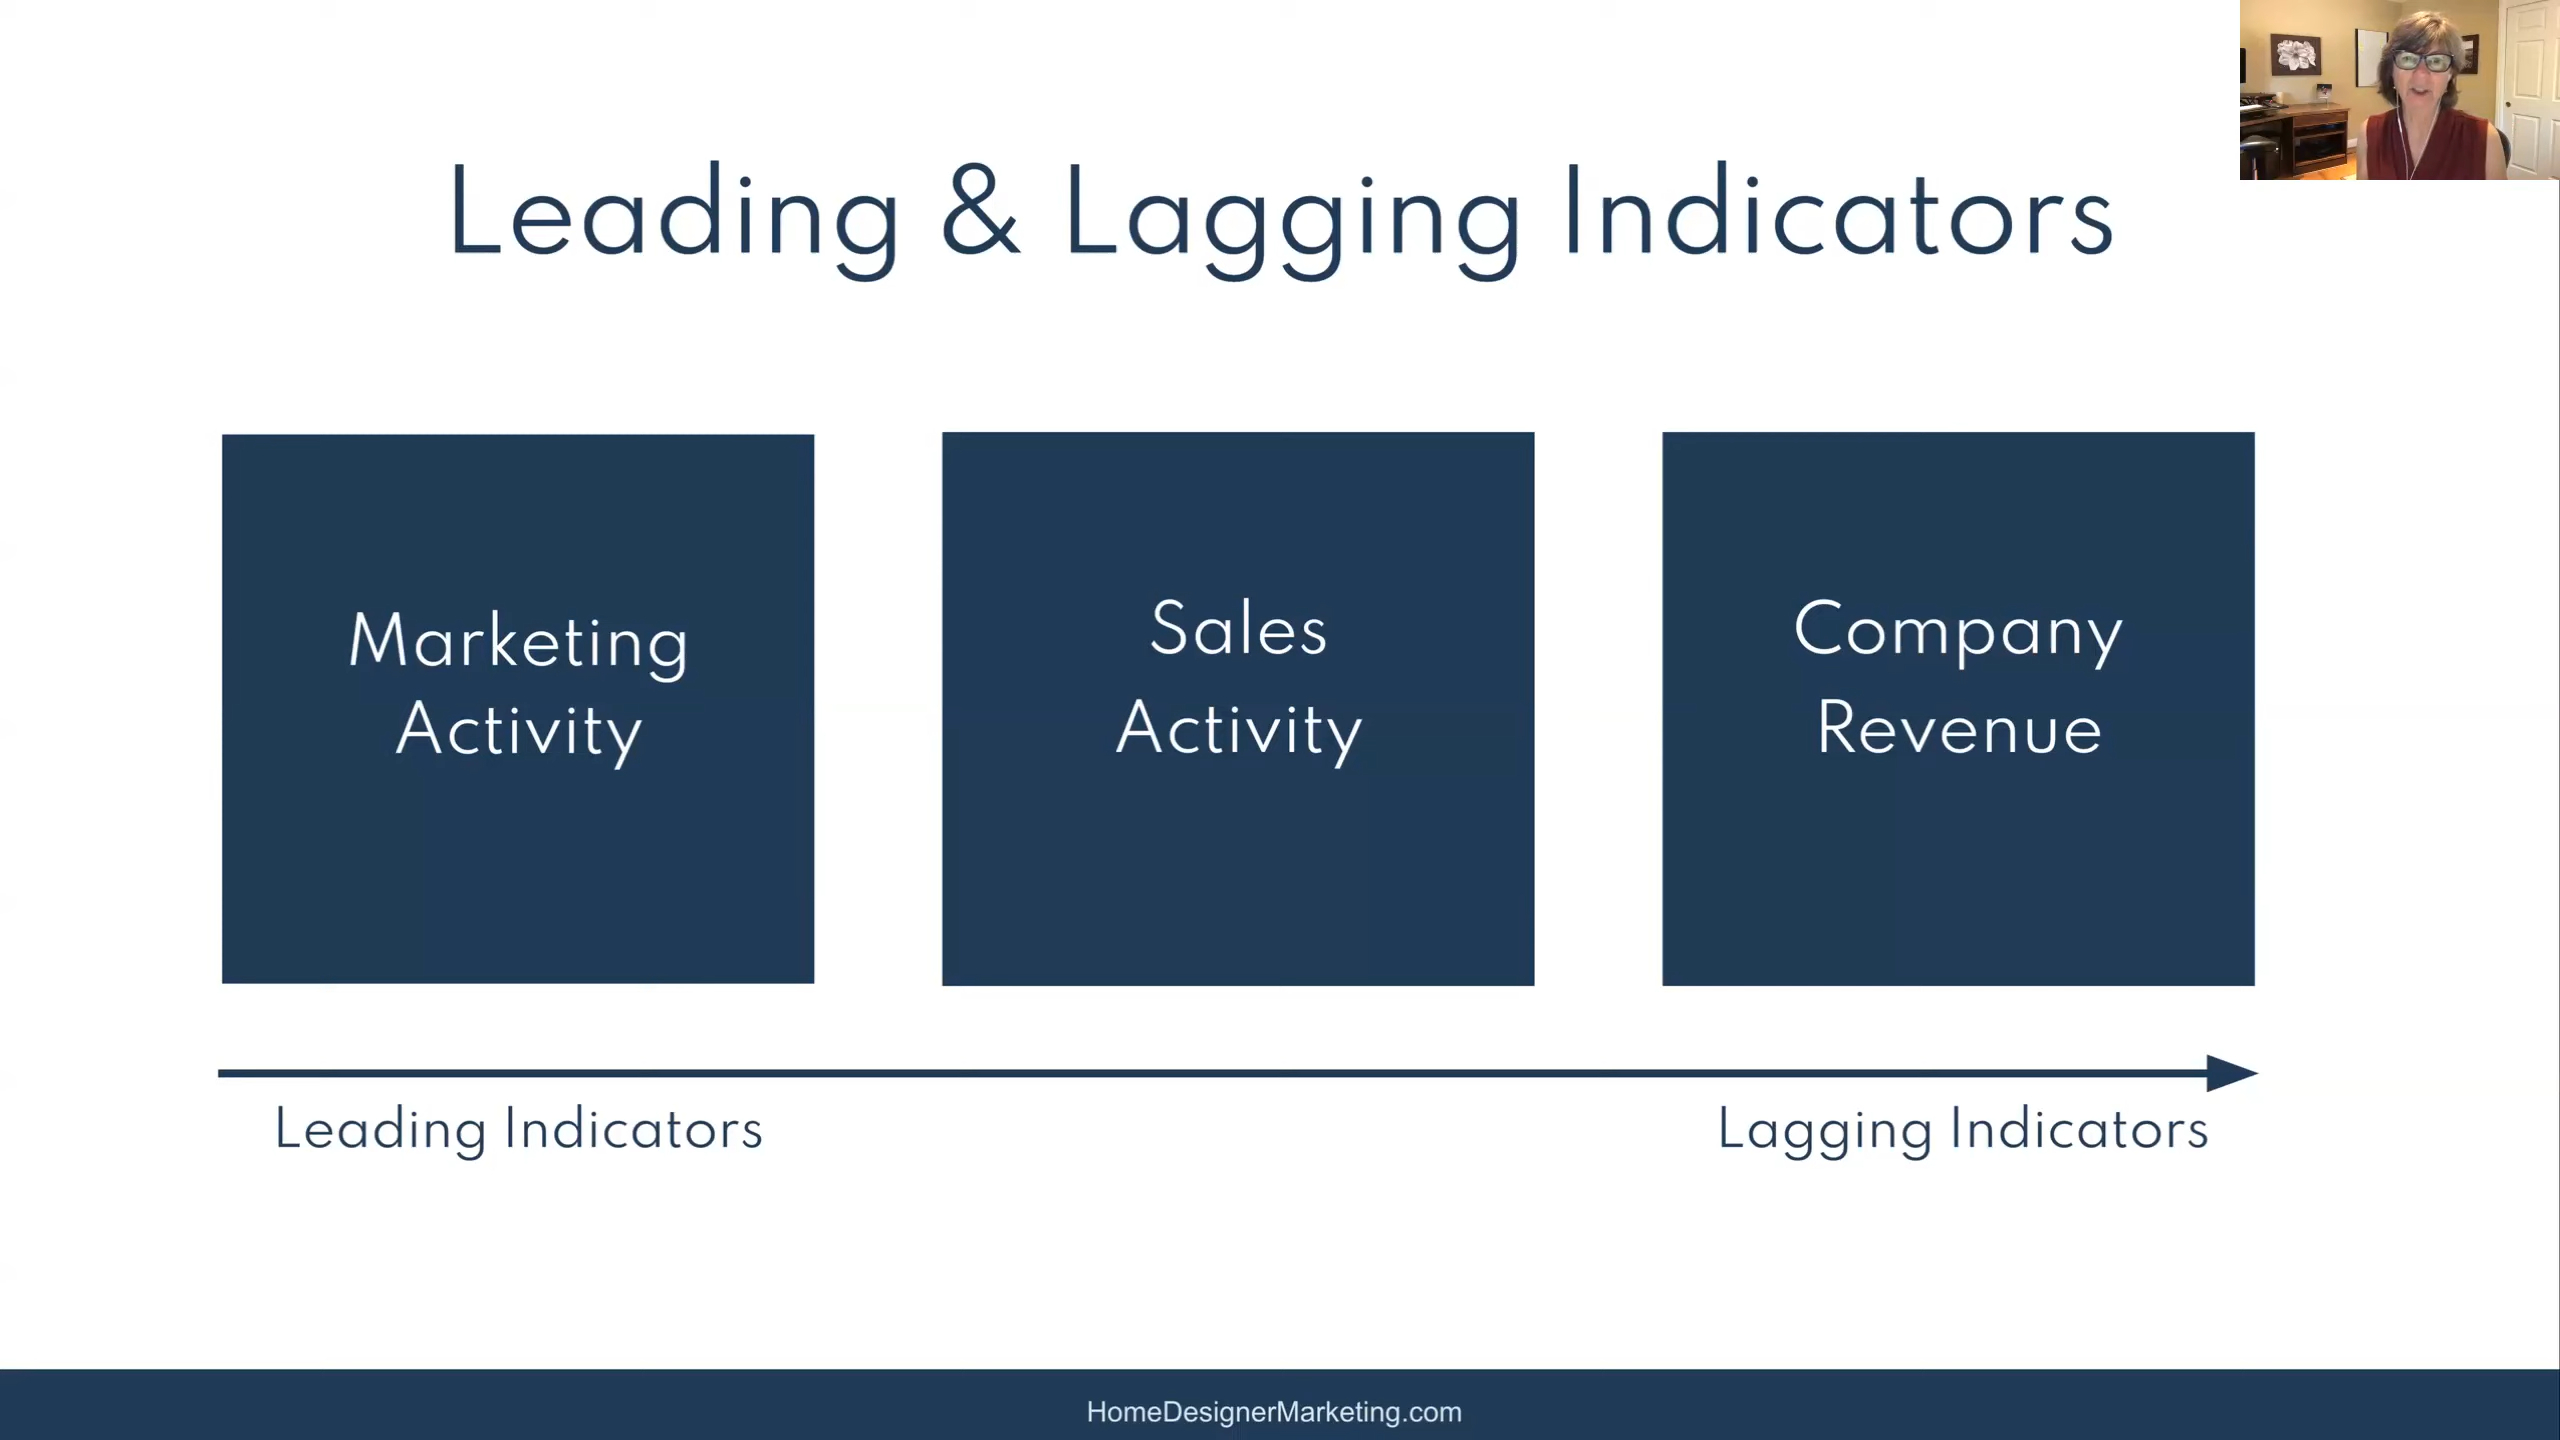 Leading & Lagging Indicators
Marketing
Activity
Sales
Activity
Company
Revenue
Leading Indicators
Lagging Indicators
HomeDesignerMarketing.com